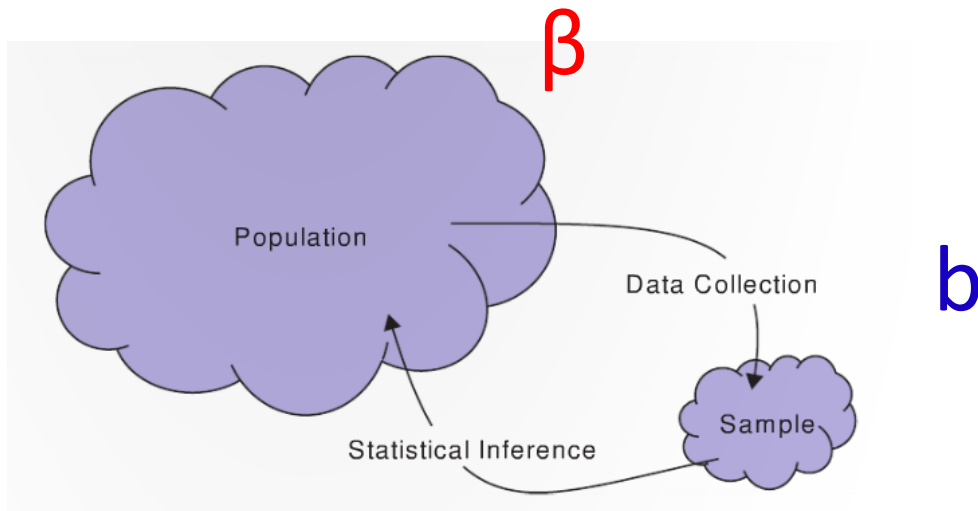 β
Population
Data Collection
b
Sample
Statistical Inference